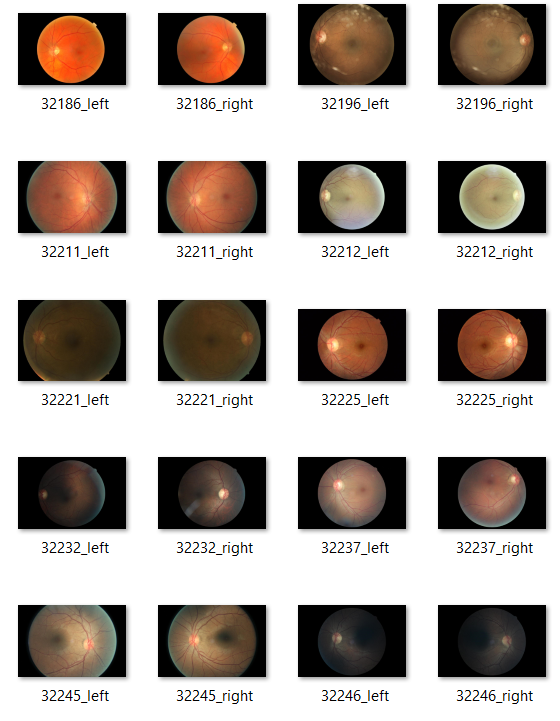 32186_left 32186_right 32196_left 32196_right
32211_left 32211_right 32212_left 32212_right
32221_left 32221_right 32225_left 32225_right
32232_left 32232_right 32237_left 32237_right
32245_left 32245_right 32246_left 32246_right